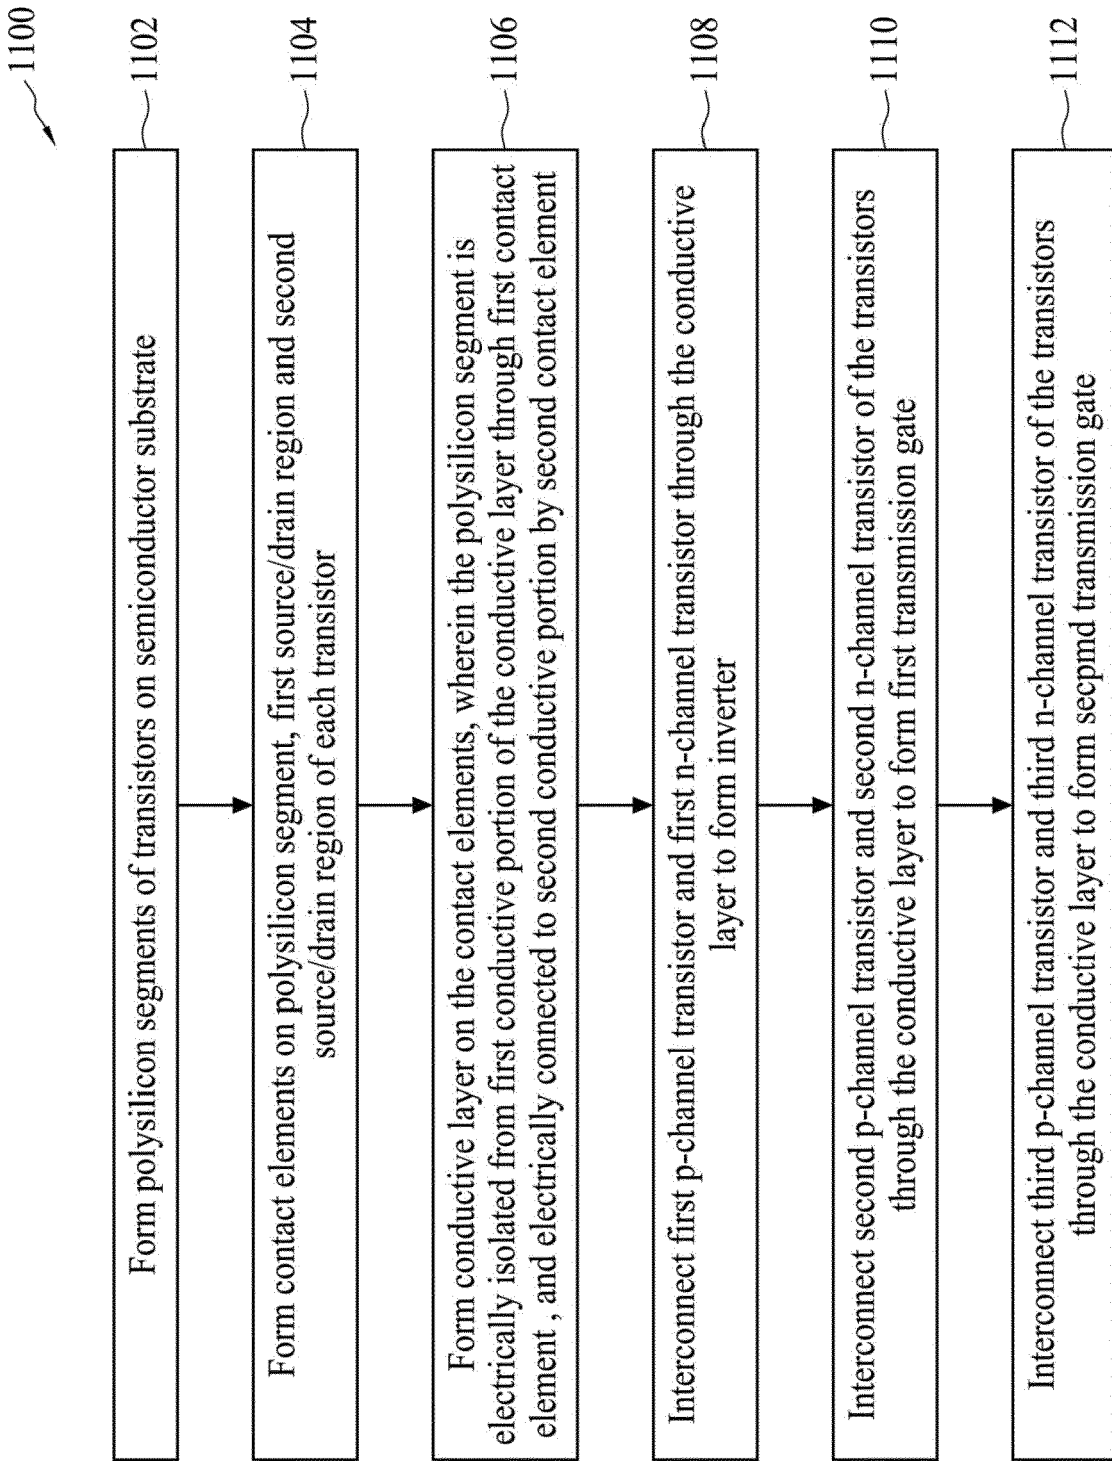 1100
Form polysilicon segments of transistors on semiconductor substrate
1102
Form contact elements on polysilicon segment, first source/drain region and second
source/drain region of each transistor
1104
Form conductive layer on the contact elements, wherein the polysilicon segment is
electrically isolated from first conductive portion of the conductive layer through first contact
element , and electrically connected to second conductive portion by second contact element
1106
Interconnect first p-channel transistor and first n-channel transistor through the conductive
layer to form inverter
1108
Interconnect second p-channel transistor and second n-channel transistor of the transistors
through the conductive layer to form first transmission gate
1110
Interconnect third p-channel transistor and third n-channel transistor of the transistors
through the conductive layer to form secpmd transmission gate
1112